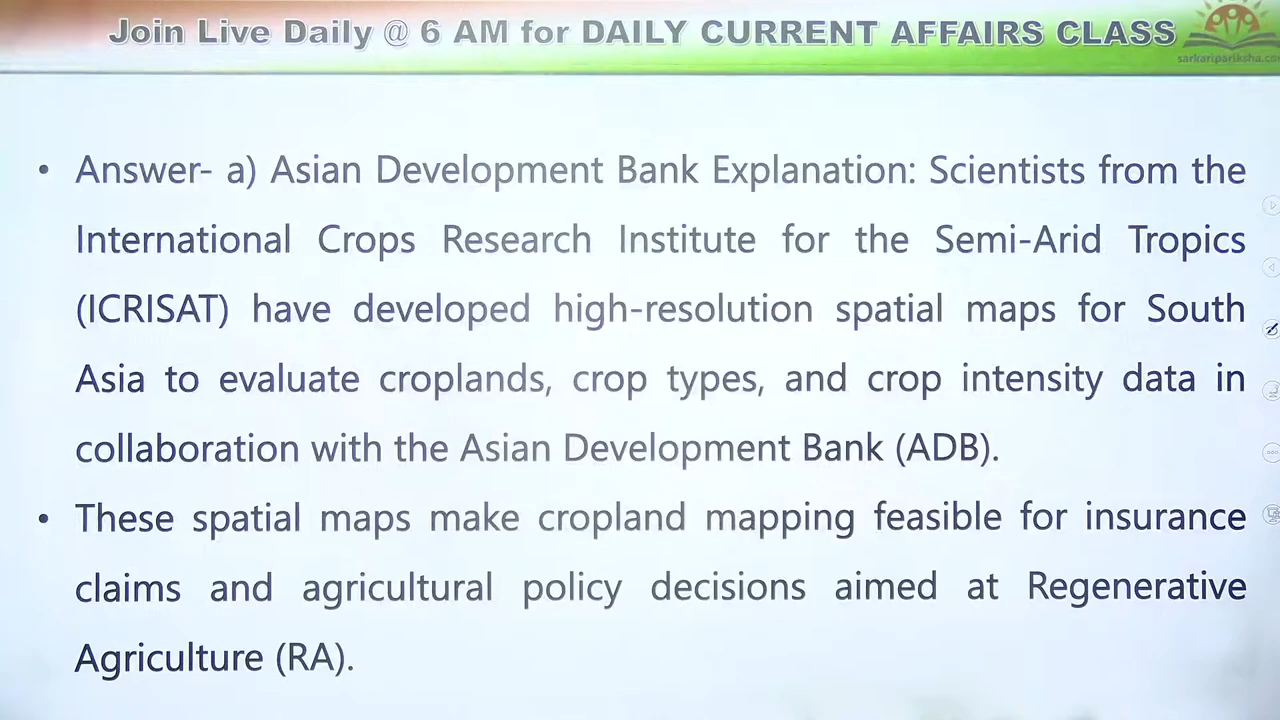 Join Live Daily @ 6 AM for DAILY CURRENT AFFAIRS CLASS
sarkaripariksha.co
• Answer- a) Asian Development Bank Explanation: Scientists from the
International Crops Research Institute for the Semi-Arid Tropics
(ICRISAT) have developed high-resolution spatial maps for South
Asia to evaluate croplands, crop types, and crop intensity data in
collaboration with the Asian Development Bank (ADB).
• These spatial maps make cropland mapping feasible for insurance
claims and agricultural policy decisions aimed at Regenerative
Agriculture (RA).